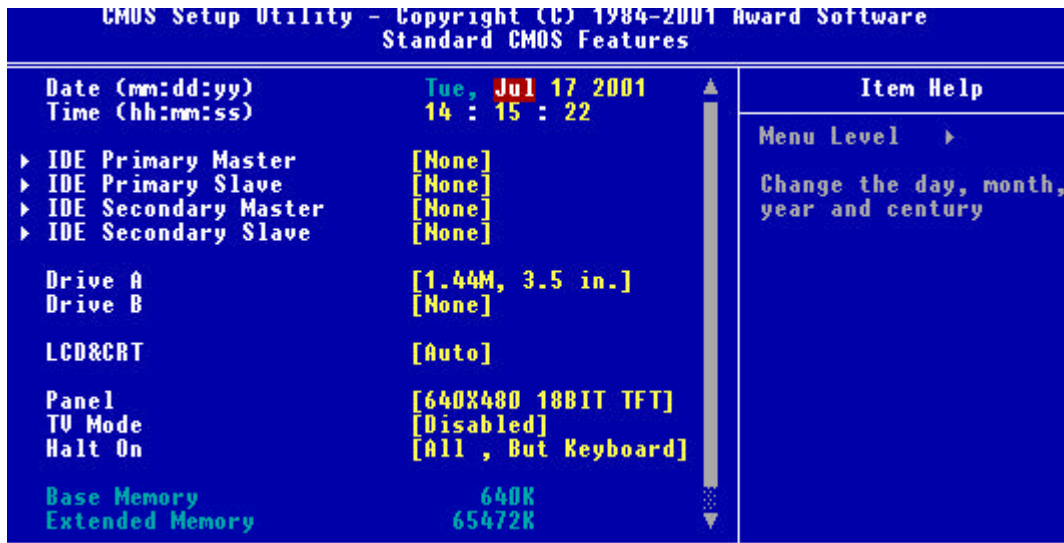 CMOS Setup Utility - Copyright (C) 1984-2001 Award Software
Standard CMOS Features
Date (mm:dd:yy) Tue, Jul 17 2001
Time (hh:mm:ss) 14 : 15 : 22
IDE Primary Master [None]
IDE Primary Slave [None]
IDE Secondary Master [None]
IDE Secondary Slave [None]
Drive A [1.44M, 3.5 in.]
Drive B [None]
LCD&CRT [Auto]
Panel [640X480 18BIT TFT]
TV Mode [Disabled]
Halt On [All , But Keyboard]
Base Memory 640K
Extended Memory 65472K
Item Help
Menu Level
Change the day, month,
year and century